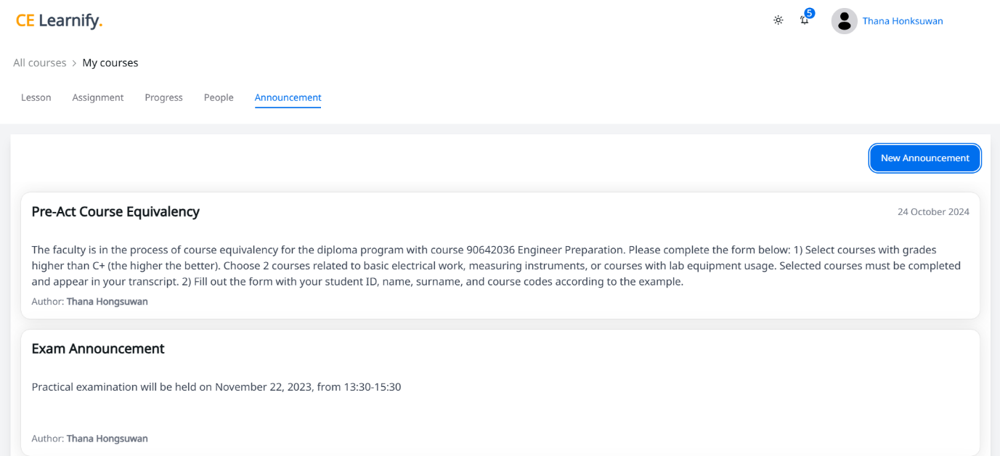 CE Learnify.
5
Thana Honksuwan
All courses > My courses
Lesson Assignment Progress People Announcement
New Announcement
Pre-Act Course Equivalency
24 October 2024
The faculty is in the process of course equivalency for the diploma program with course 90642036 Engineer Preparation. Please complete the form below: 1) Select courses with grades
higher than C+ (the higher the better). Choose 2 courses related to basic electrical work, measuring instruments, or courses with lab equipment usage. Selected courses must be completed
and appear in your transcript. 2) Fill out the form with your student ID, name, surname, and course codes according to the example.
Author: Thana Hongsuwan
Exam Announcement
Practical examination will be held on November 22, 2023, from 13:30-15:30
Author: Thana Hongsuwan